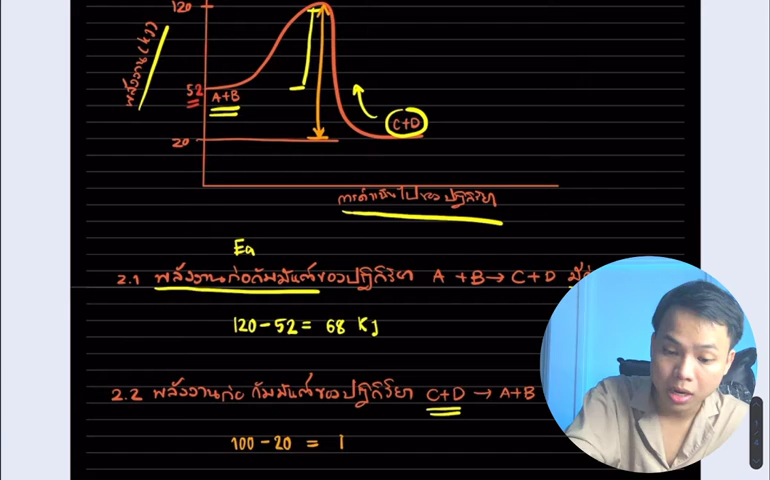 120
พลังงาน (kJ)
52
A+B
C+D
20
การดำเนินไปของปฏิกิริยา
Ea
2.1 พลังงานก่อกัมมันต์ของปฏิกิริยา A + B → C + D
120 - 52 = 68 KJ
2.2 พลังงานก่อกัมมันต์ของปฏิกิริยา C+D → A+B
100 - 20 = 1